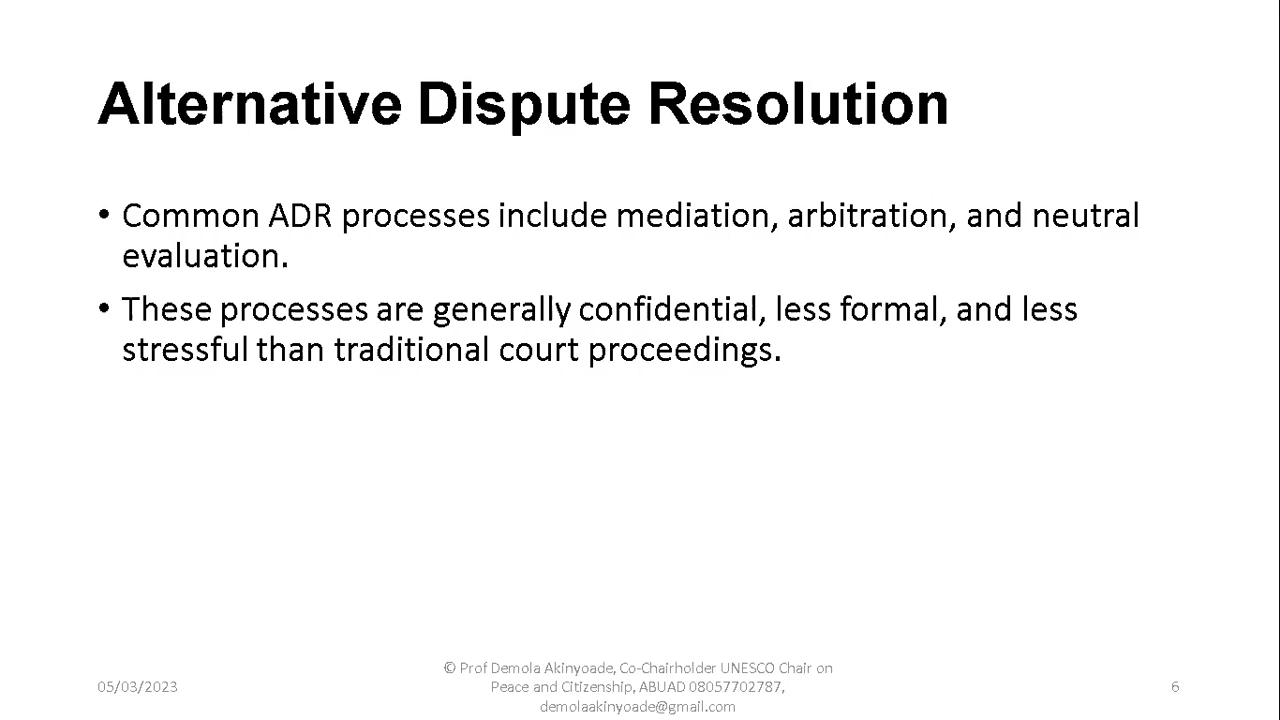 Alternative Dispute Resolution
• Common ADR processes include mediation, arbitration, and neutral
evaluation.
• These processes are generally confidential, less formal, and less
stressful than traditional court proceedings.
05/03/2023
© Prof Demola Akinyoade, Co-Chairholder UNESCO Chair on
Peace and Citizenship, ABUAD 08057702787,
demolaakinyoade@gmail.com
6